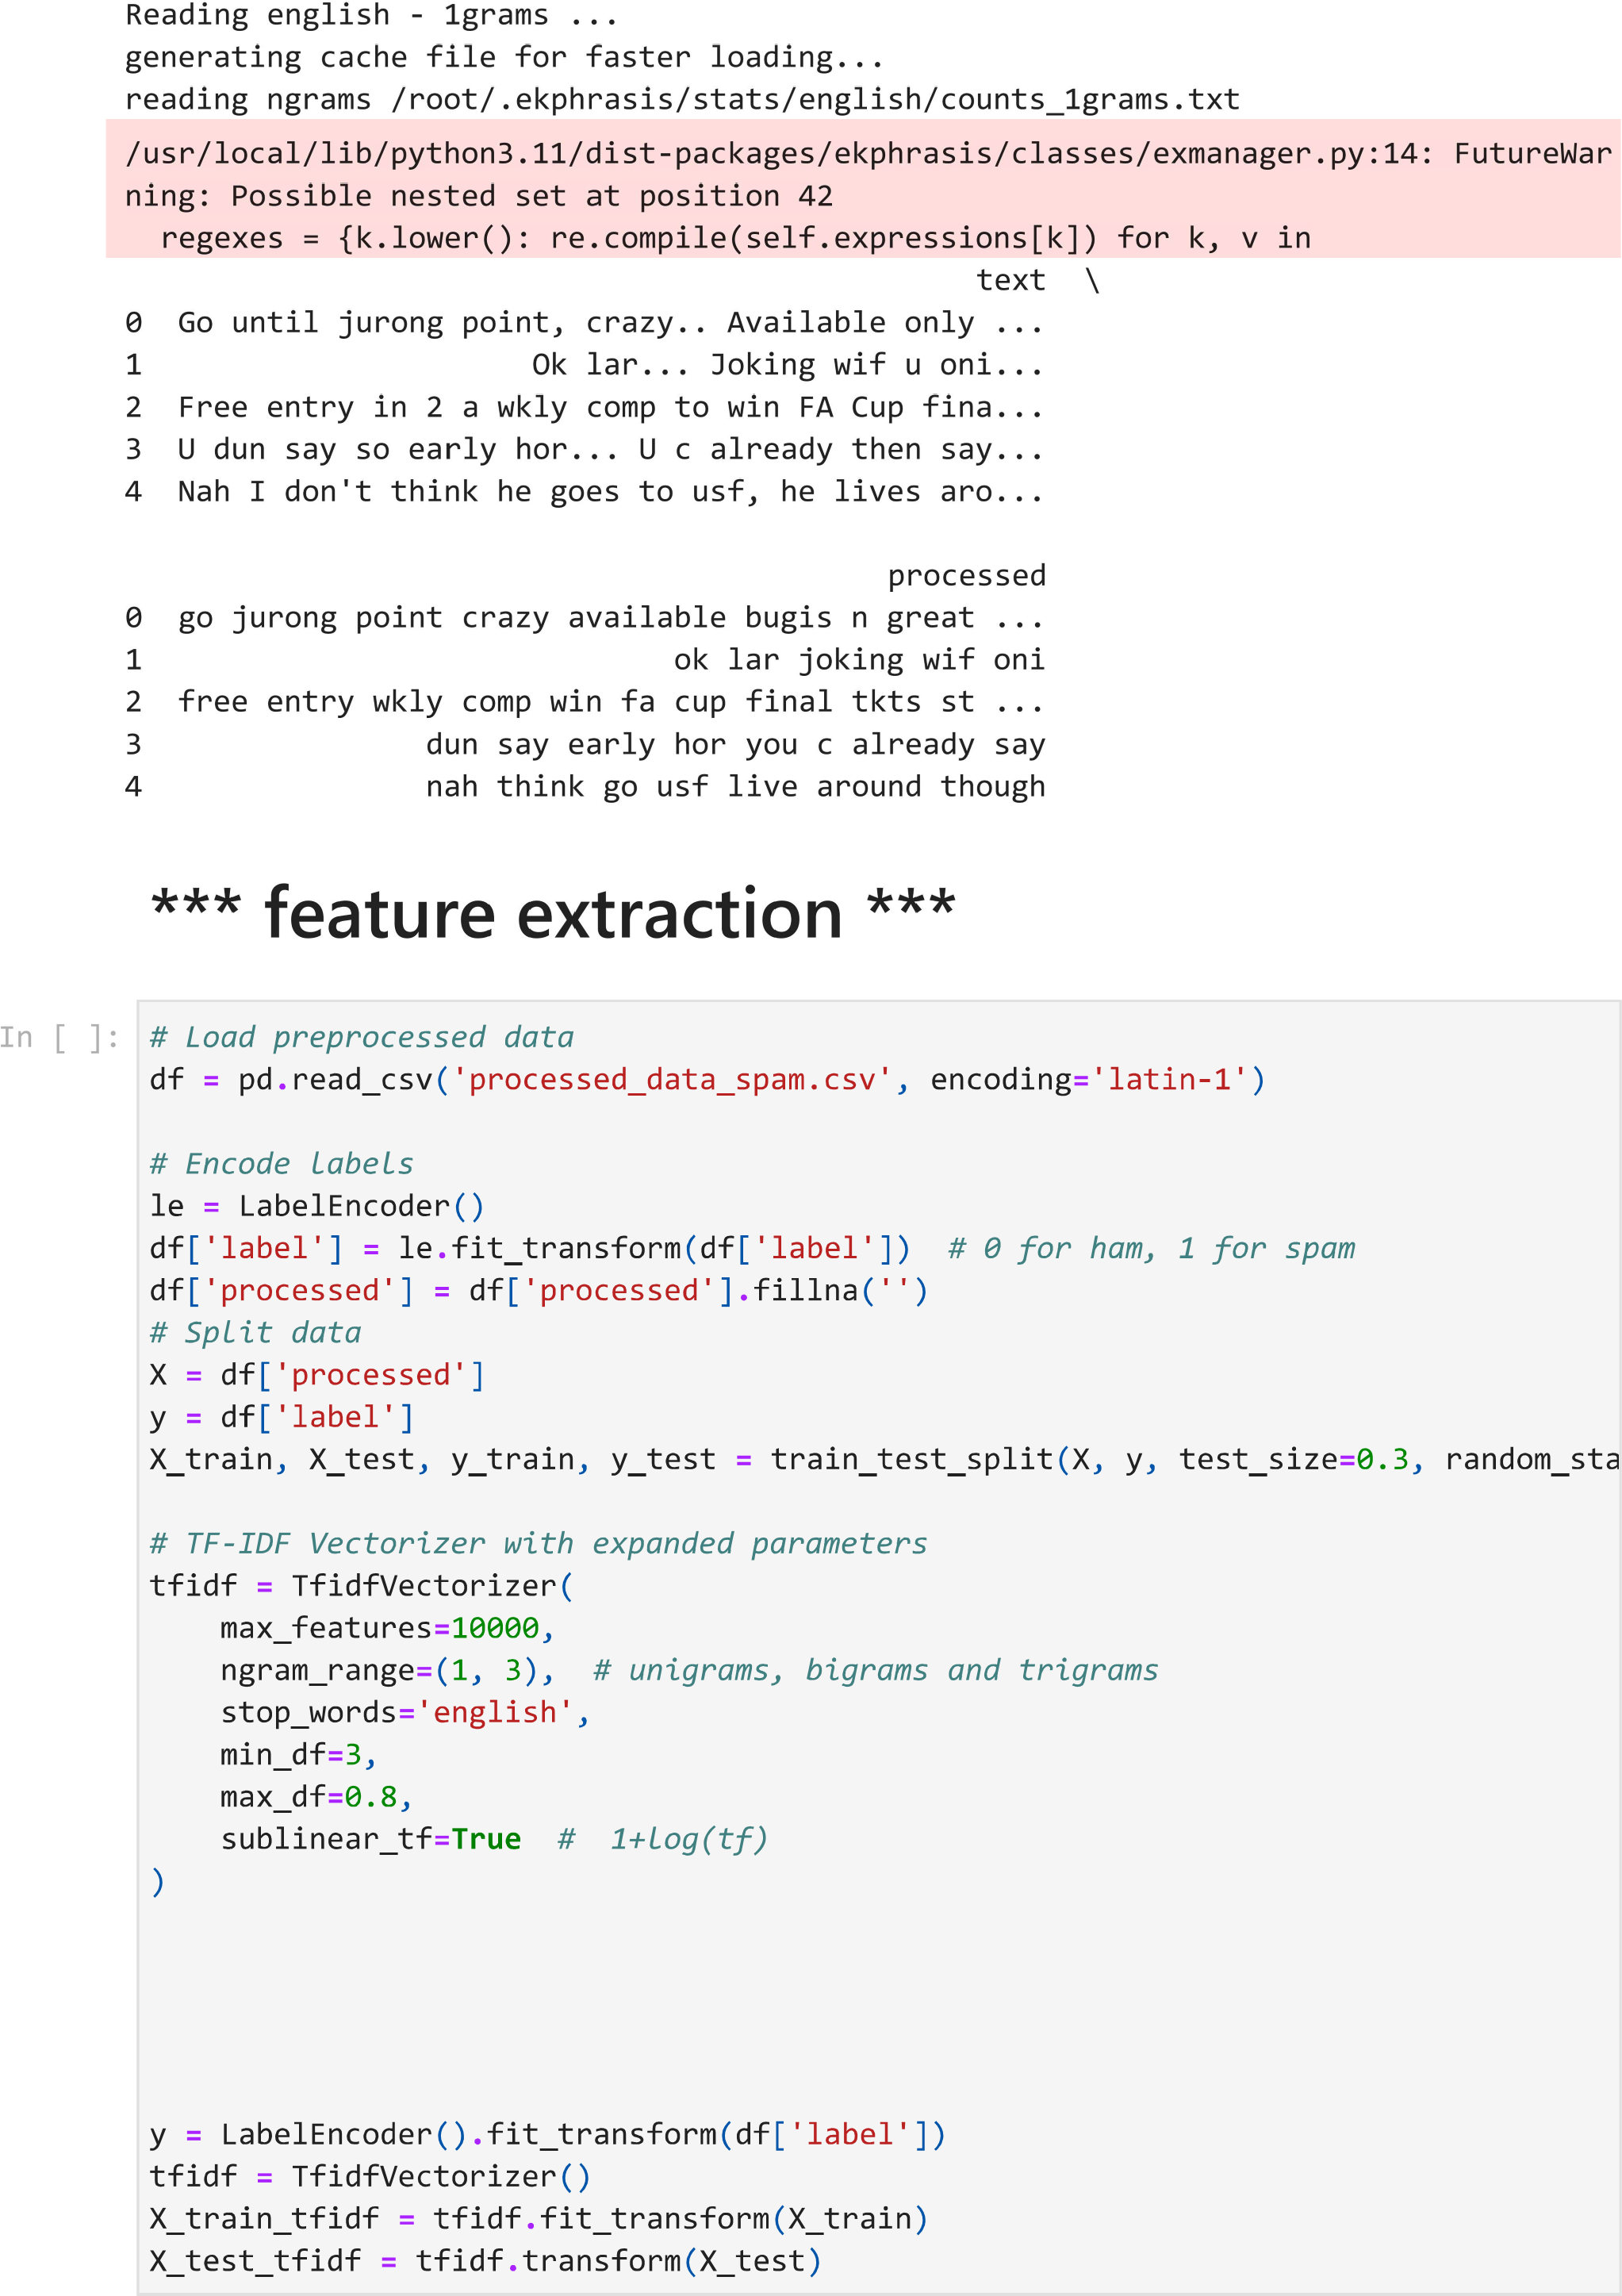 Reading english - 1grams ...
generating cache file for faster loading...
reading ngrams /root/.ekphrasis/stats/english/counts_1grams.txt
/usr/local/lib/python3.11/dist-packages/ekphrasis/classes/exmanager.py:14: FutureWar
ning: Possible nested set at position 42
  regexes = {k.lower(): re.compile(self.expressions[k]) for k, v in
                                                text  \
0  Go until jurong point, crazy.. Available only ...
1                      Ok lar... Joking wif u oni...
2  Free entry in 2 a wkly comp to win FA Cup fina...
3  U dun say so early hor... U c already then say...
4  Nah I don't think he goes to usf, he lives aro...
                                           processed
0  go jurong point crazy available bugis n great ...
1                              ok lar joking wif oni
2  free entry wkly comp win fa cup final tkts st ...
3                dun say early hor you c already say
4                nah think go usf live around though
*** feature extraction ***
In [ ]:
# Load preprocessed data
df = pd.read_csv('processed_data_spam.csv', encoding='latin-1')
# Encode labels
le = LabelEncoder()
df['label'] = le.fit_transform(df['label'])  # 0 for ham, 1 for spam
df['processed'] = df['processed'].fillna('')
# Split data
X = df['processed']
y = df['label']
X_train, X_test, y_train, y_test = train_test_split(X, y, test_size=0.3, random_sta
# TF-IDF Vectorizer with expanded parameters
tfidf = TfidfVectorizer(
    max_features=10000,
    ngram_range=(1, 3),  # unigrams, bigrams and trigrams
    stop_words='english',
    min_df=3,
    max_df=0.8,
    sublinear_tf=True  #  1+log(tf)
)
y = LabelEncoder().fit_transform(df['label'])
tfidf = TfidfVectorizer()
X_train_tfidf = tfidf.fit_transform(X_train)
X_test_tfidf = tfidf.transform(X_test)